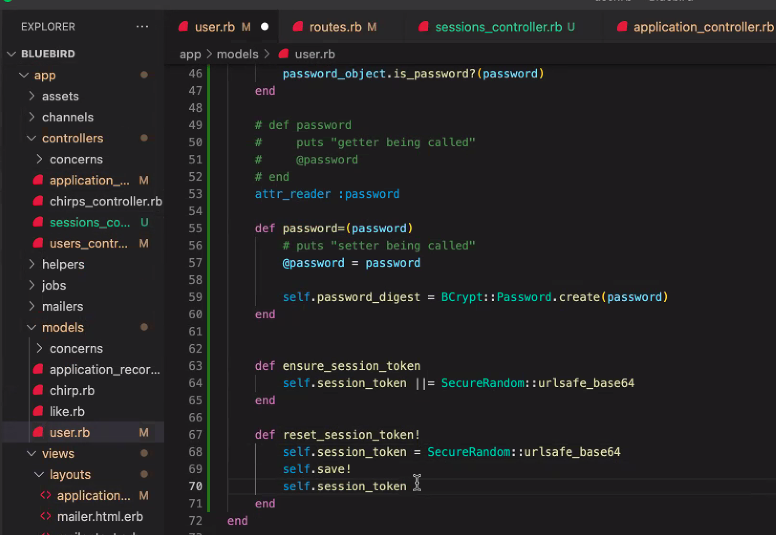 EXPLORER
...
user.rb M
routes.rb M
sessions_controller.rb U
application_controller.rb
BLUEBIRD
app > models > user.rb
app
assets
channels
controllers
concerns
application_... M
chirps_controller.rb
sessions_co... U
users_contr... M
helpers
jobs
mailers
models
concerns
application_recor...
chirp.rb
like.rb
user.rb M
views
layouts
application... M
mailer.html.erb
46 password_object.is_password?(password)
47 end
48
49 # def password
50 #     puts "getter being called"
51 #     @password
52 # end
53 attr_reader :password
54
55 def password=(password)
56 # puts "setter being called"
57 @password = password
58
59 self.password_digest = BCrypt::Password.create(password)
60 end
61
62
63 def ensure_session_token
64 self.session_token ||= SecureRandom::urlsafe_base64
65 end
66
67 def reset_session_token!
68 self.session_token = SecureRandom::urlsafe_base64
69 self.save!
70 self.session_token
71 end
72 end